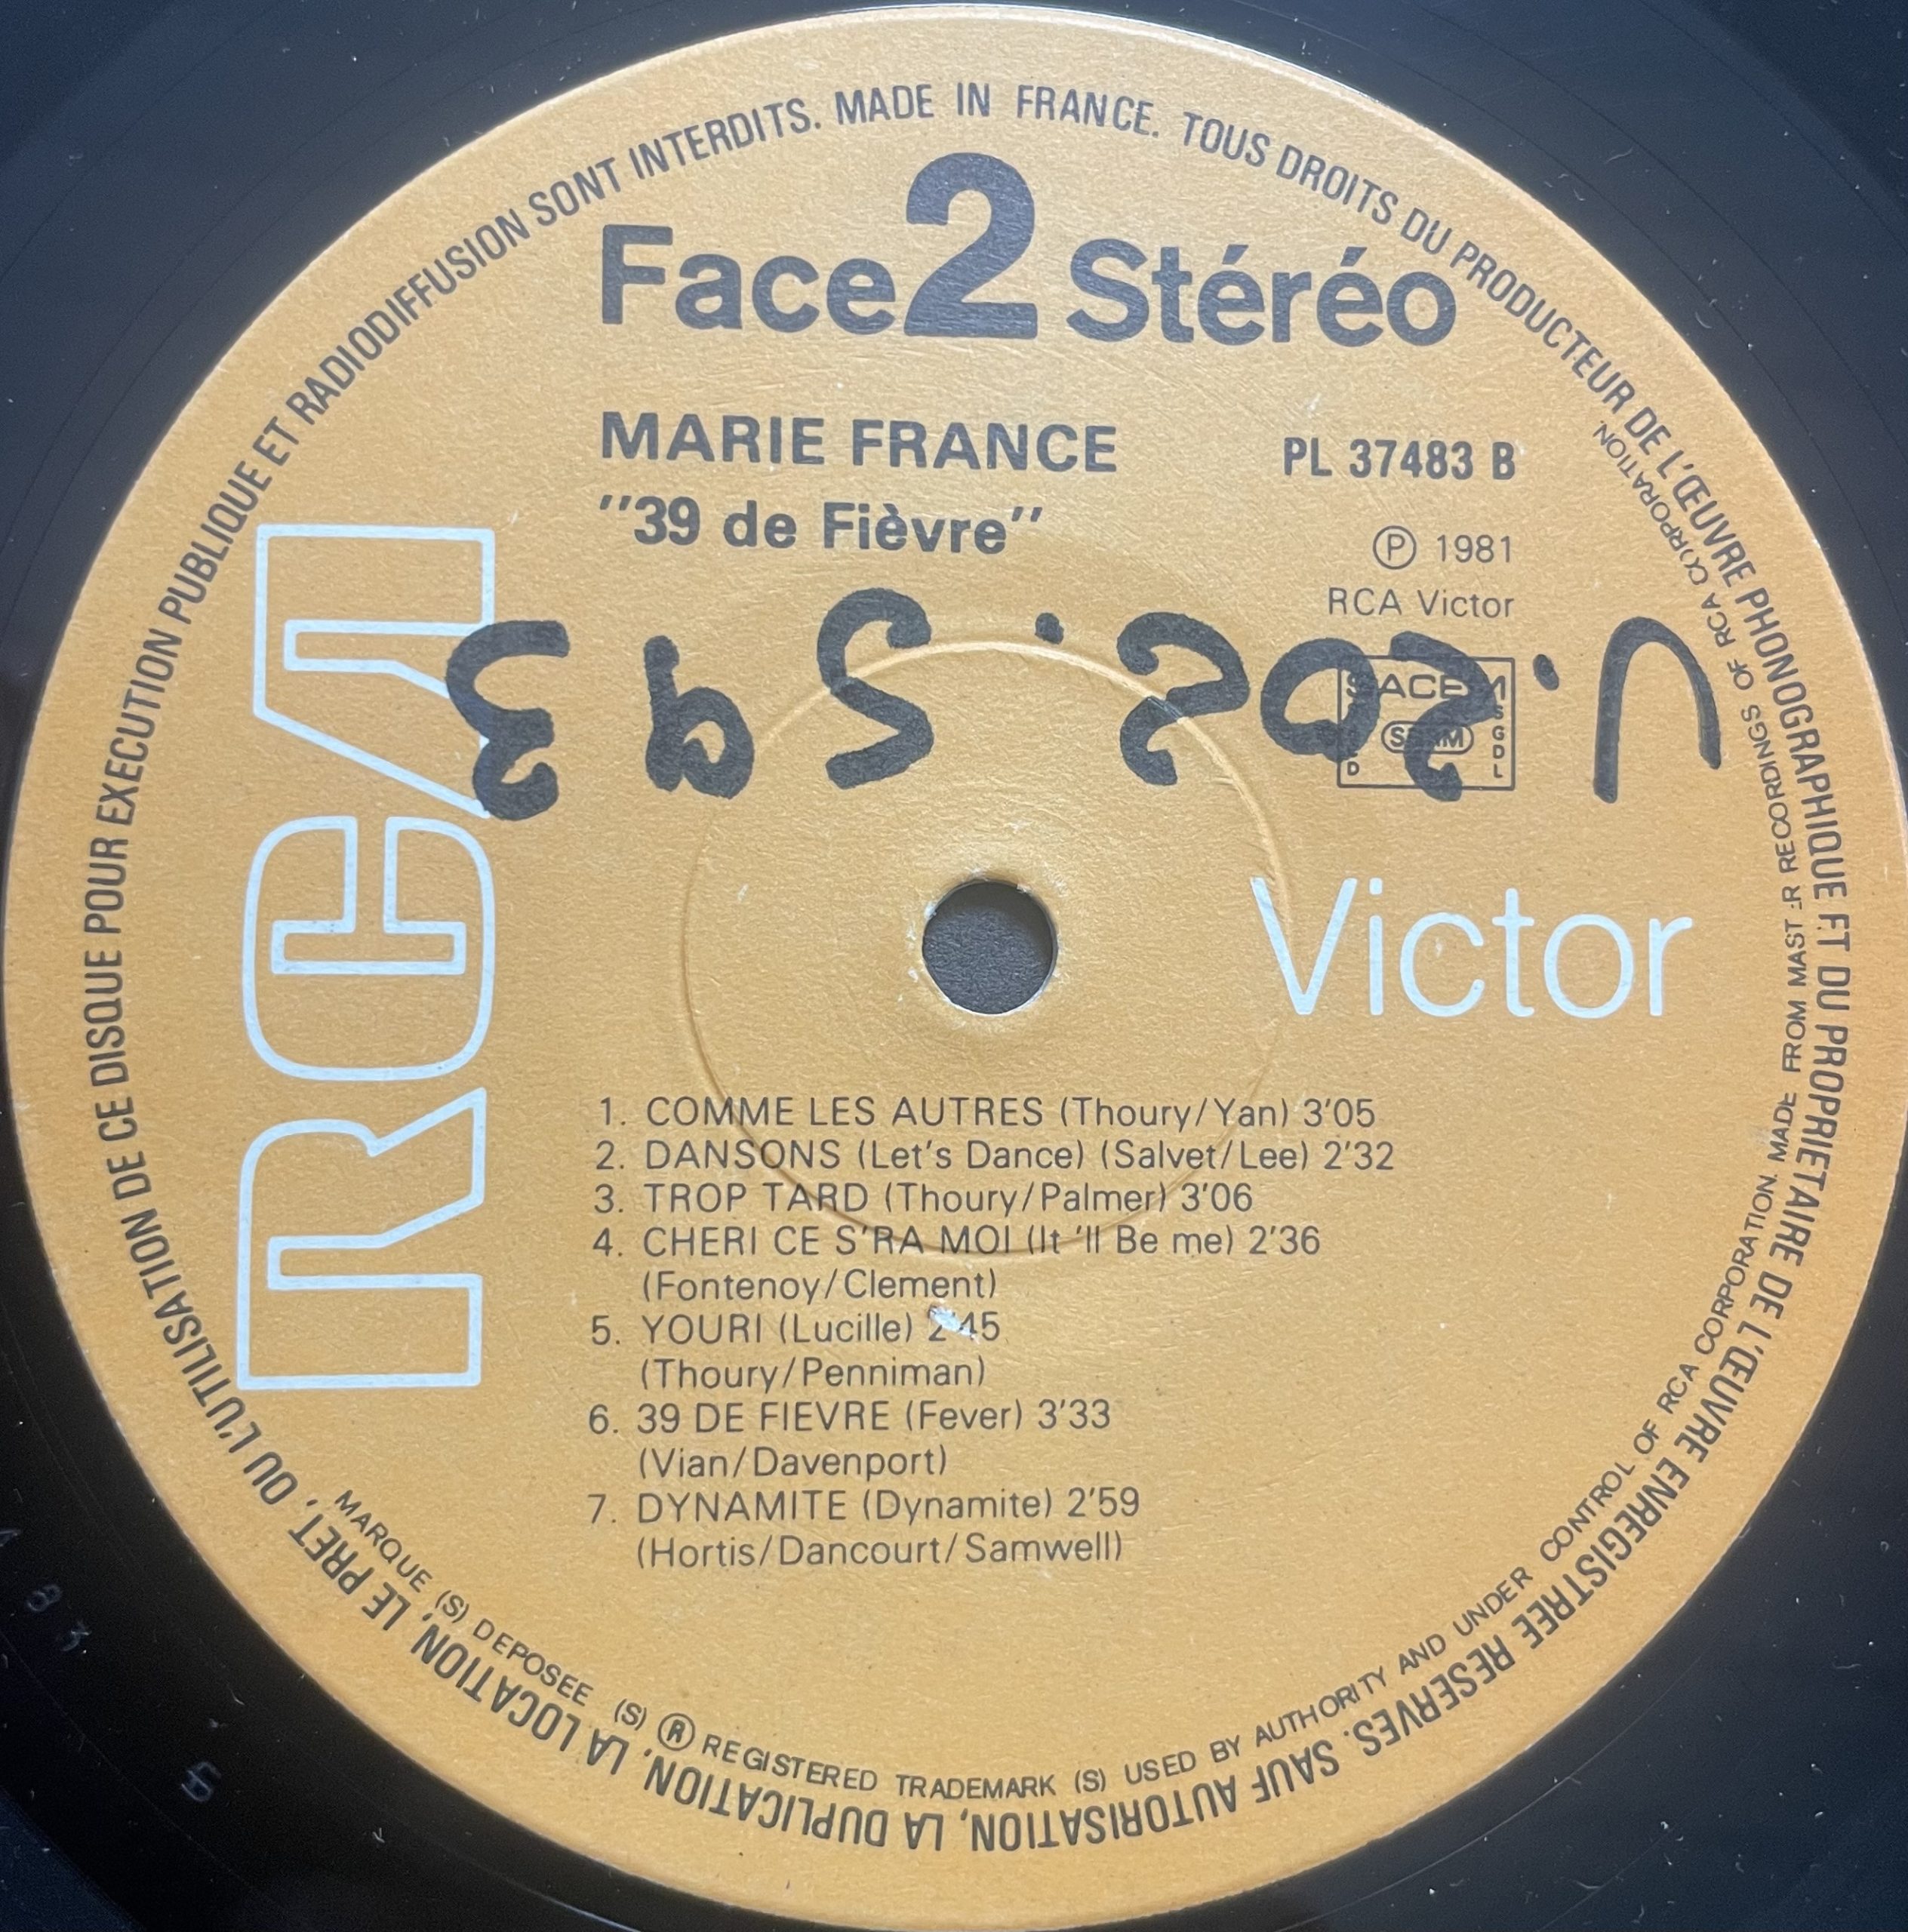 TOUS DROITS DU PRODUCTEUR DE L'ŒUVRE PHONOGRAPHIQUE ET DU PROPRIETAIRE DE L'ŒUVRE ENREGISTREE RESERVES. SAUF AUTORISATION, LA DUPLICATION, LA LOCATION, LE PRET, OU L'UTILISATION DE CE DISQUE POUR EXECUTION PUBLIQUE ET RADIODIFFUSION SONT INTERDITS. MADE IN FRANCE.
Face 2 Stéréo
MARIE FRANCE
PL 37483 B
"39 de Fièvre"
Ⓟ 1981
RCA Victor
U.202.593
SACEM
SGDL
RCA
Victor
1. COMME LES AUTRES (Thoury/Yan) 3'05
2. DANSONS (Let's Dance) (Salvet/Lee) 2'32
3. TROP TARD (Thoury/Palmer) 3'06
4. CHERI CE S'RA MOI (It 'll Be me) 2'36
(Fontenoy/Clement)
5. YOURI (Lucille) 2'45
(Thoury/Penniman)
6. 39 DE FIEVRE (Fever) 3'33
(Vian/Davenport)
7. DYNAMITE (Dynamite) 2'59
(Hortis/Dancourt/Samwell)
MARQUE (S) DEPOSEE (S) ® REGISTERED TRADEMARK (S) USED BY AUTHORITY AND UNDER CONTROL OF RCA CORPORATION. MADE FROM MASTER RECORDINGS OF RCA CORPORATION.